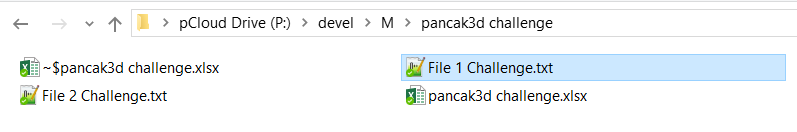 pCloud Drive (P:) > devel > M > pancak3d challenge
~$pancak3d challenge.xlsx
File 1 Challenge.txt
File 2 Challenge.txt
pancak3d challenge.xlsx